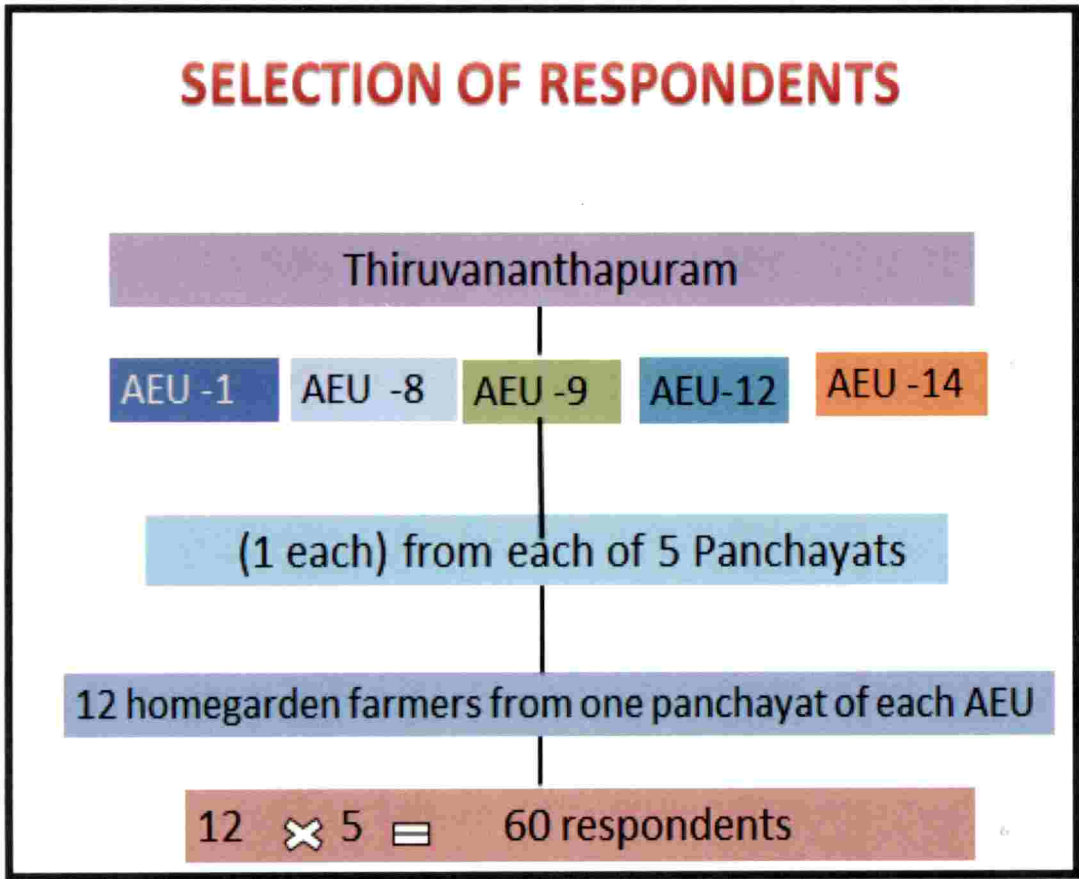 SELECTION OF RESPONDENTS
Thiruvananthapuram
AEU -1 AEU -8 AEU -9 AEU-12 AEU -14
(1 each) from each of 5 Panchayats
12 homegarden farmers from one panchayat of each AEU
12 × 5 = 60 respondents
6